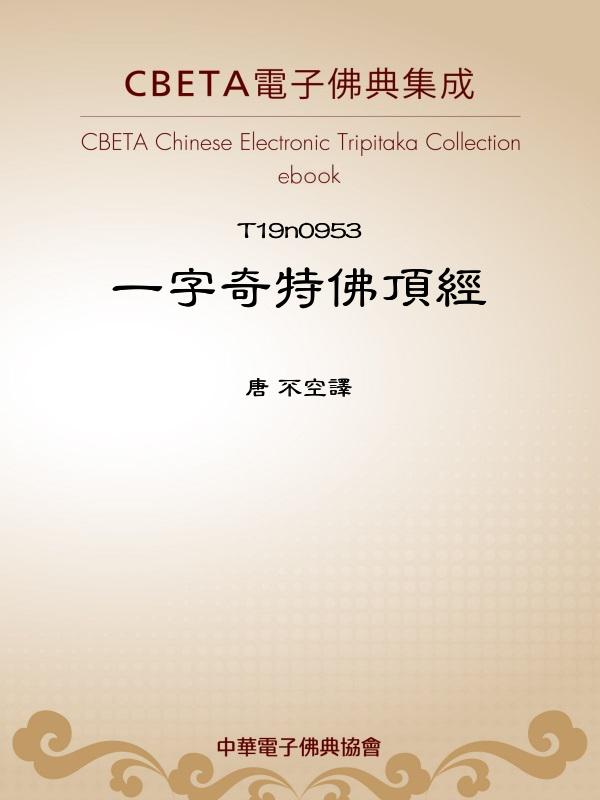 CBETA電子佛典集成
CBETA Chinese Electronic Tripitaka Collection
ebook
T19n0953
一字奇特佛頂經
唐 不空譯
中華電子佛典協會